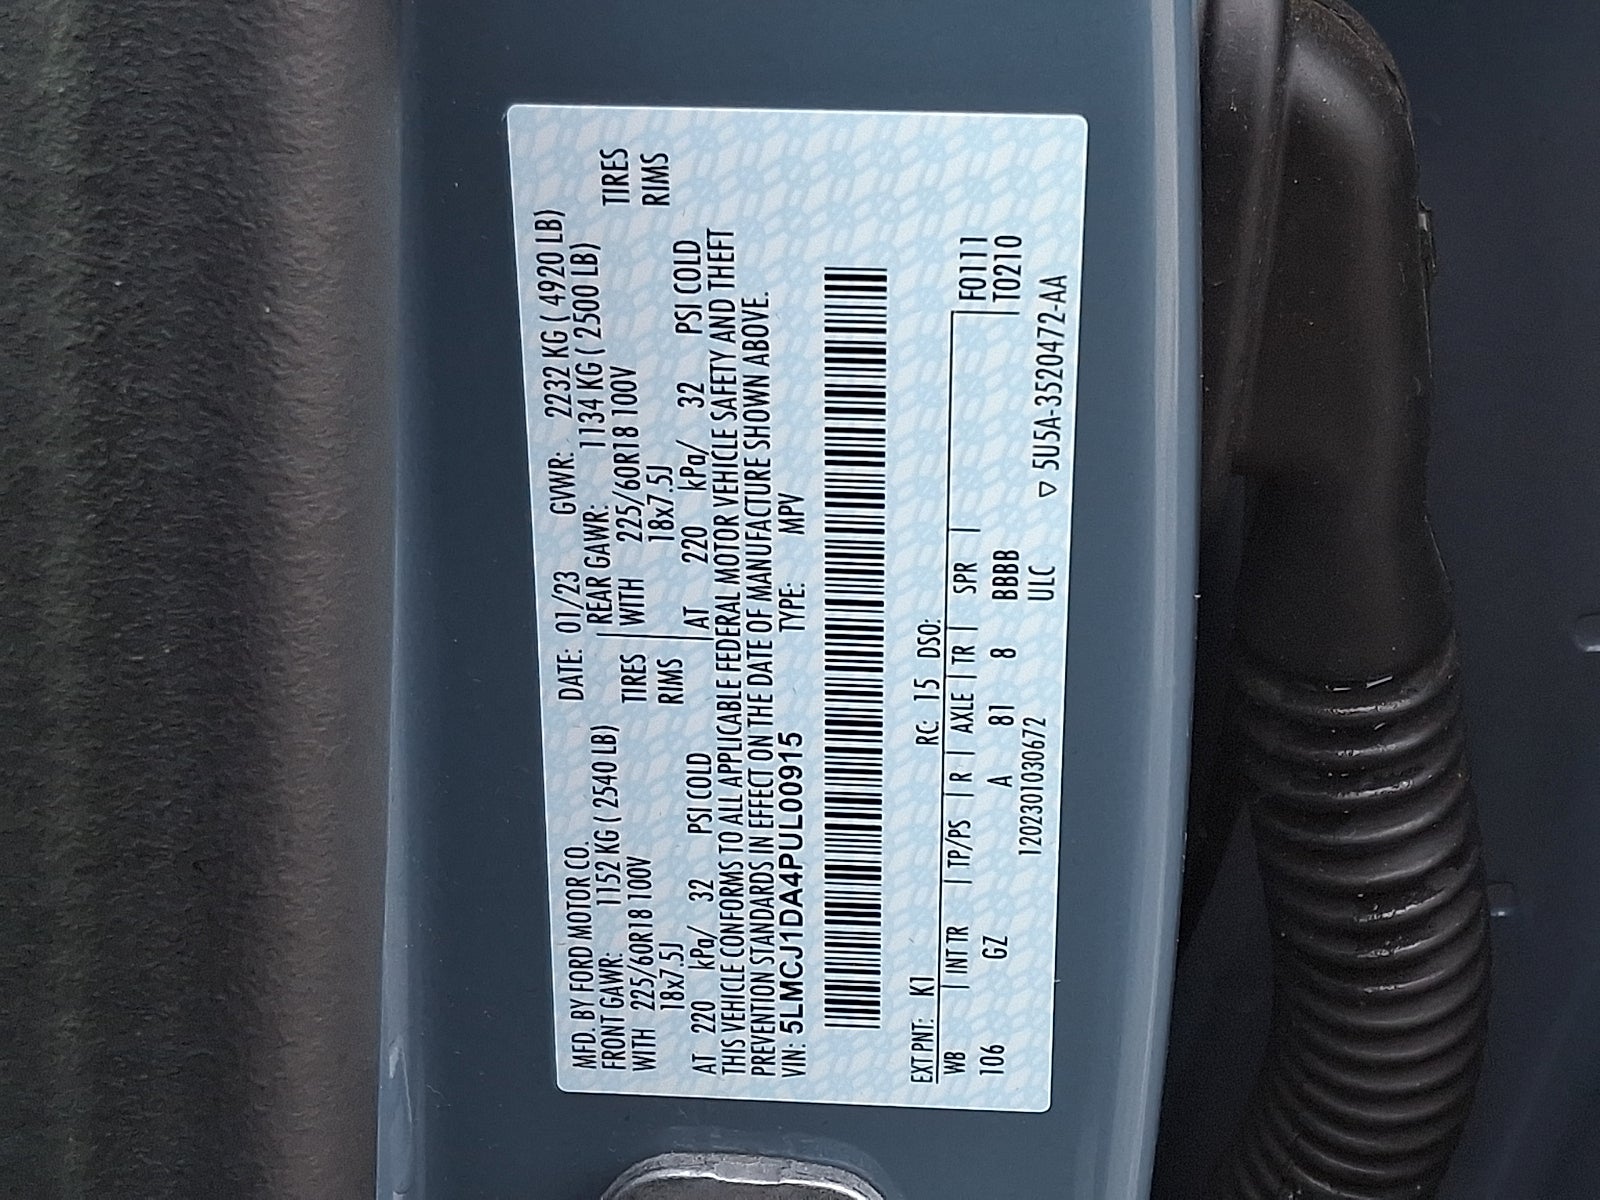 MFD. BY FORD MOTOR CO. DATE: 01/23 GVWR: 2232 KG ( 4920 LB)
FRONT GAWR: 1152 KG ( 2540 LB) REAR GAWR: 1134 KG ( 2500 LB)
WITH 225/60R18 100V TIRES WITH 225/60R18 100V TIRES
18x7.5J RIMS 18x7.5J RIMS
AT 220 kPa/ 32 PSI COLD AT 220 kPa/ 32 PSI COLD
THIS VEHICLE CONFORMS TO ALL APPLICABLE FEDERAL MOTOR VEHICLE SAFETY AND THEFT
PREVENTION STANDARDS IN EFFECT ON THE DATE OF MANUFACTURE SHOWN ABOVE.
VIN: 5LMCJ1DA4PUL00915 TYPE: MPV
EXT PNT: K1 RC: 15 DSO:
WB | INT TR | TP/PS | R | AXLE | TR | SPR | F0111
106 GZ A 81 8 BBBB T0210
1202301030672 ULC
▽ 5U5A-3520472-AA